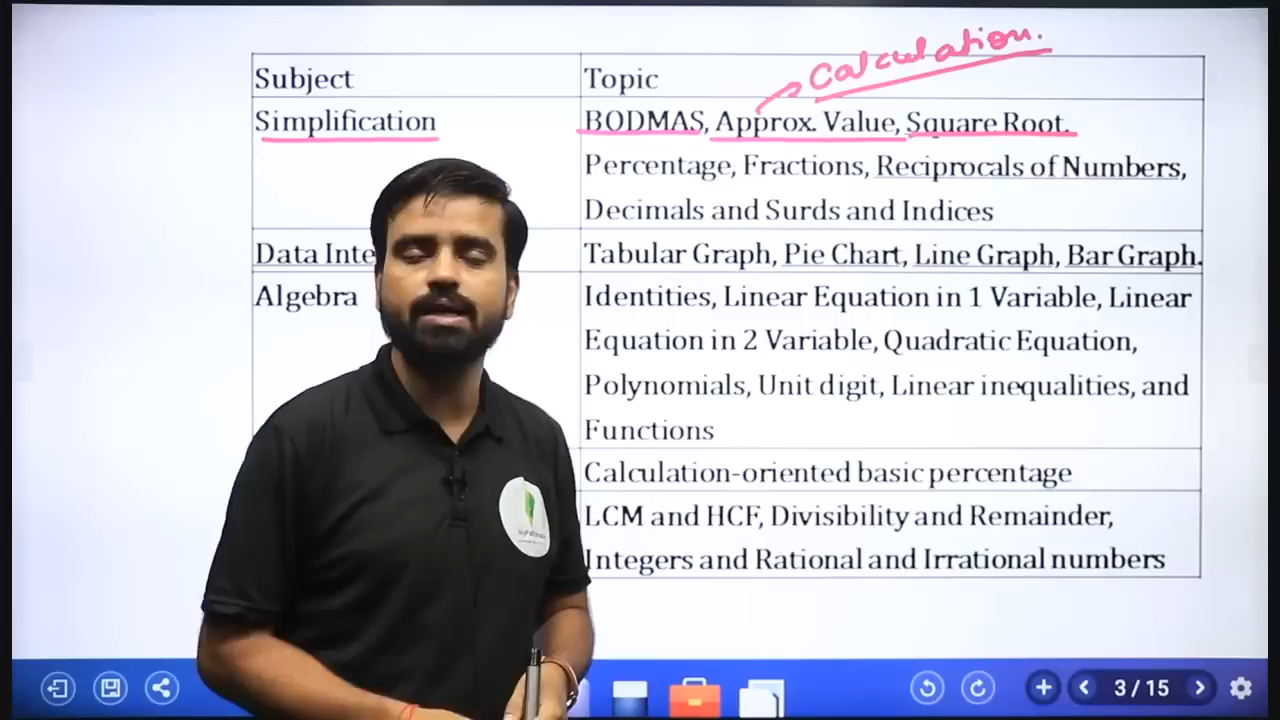 Calculation.
Subject Topic
Simplification BODMAS, Approx. Value, Square Root.
Percentage, Fractions, Reciprocals of Numbers,
Decimals and Surds and Indices
Data Inte Tabular Graph, Pie Chart, Line Graph, Bar Graph.
Algebra Identities, Linear Equation in 1 Variable, Linear
Equation in 2 Variable, Quadratic Equation,
Polynomials, Unit digit, Linear inequalities, and
Functions
Calculation-oriented basic percentage
LCM and HCF, Divisibility and Remainder,
Integers and Rational and Irrational numbers
3 / 15